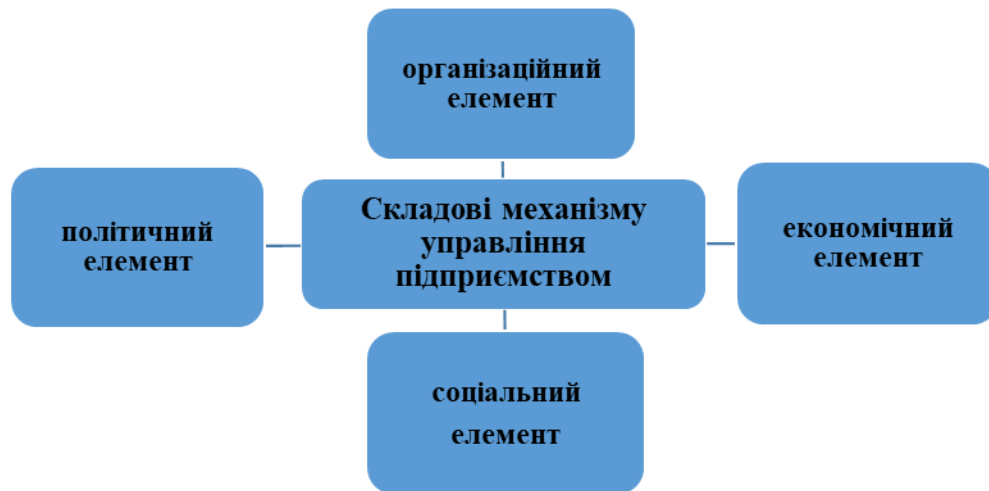 організаційний
елемент
політичний
елемент
Складові механізму
управління
підприємством
економічний
елемент
соціальний
елемент